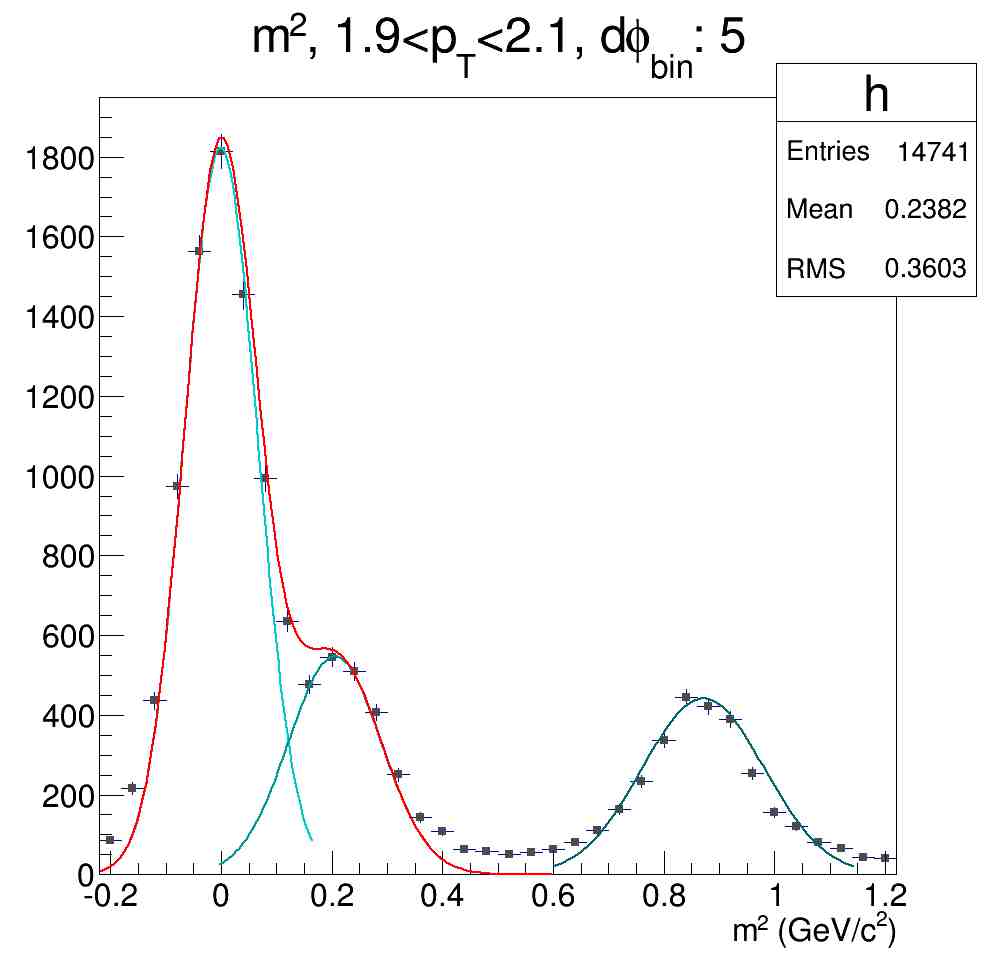 m², 1.9<p_T<2.1, dϕ_bin: 5
h
Entries 14741
Mean 0.2382
RMS 0.3603
1800
1600
1400
1200
1000
800
600
400
200
0
-0.2 0 0.2 0.4 0.6 0.8 1 1.2
m² (GeV/c²)